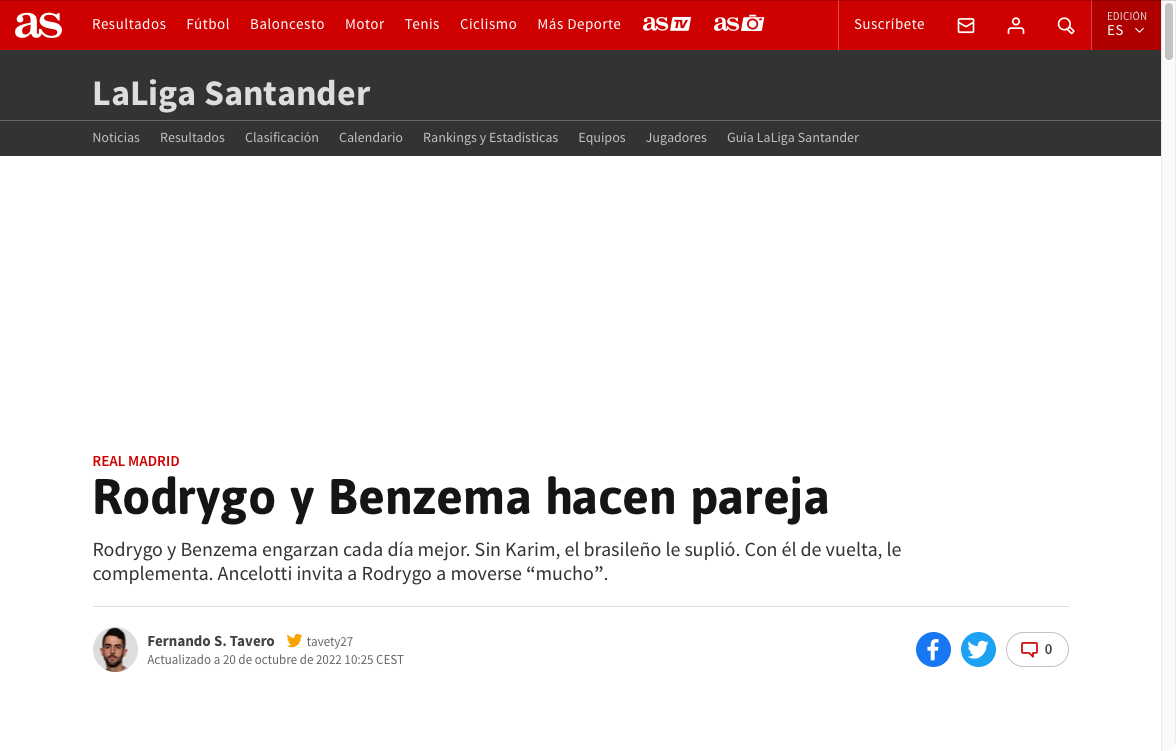 as Resultados Fútbol Baloncesto Motor Tenis Ciclismo Más Deporte as TV as Suscríbete EDICIÓN
ES
LaLiga Santander
Noticias Resultados Clasificación Calendario Rankings y Estadísticas Equipos Jugadores Guía LaLiga Santander
REAL MADRID
Rodrygo y Benzema hacen pareja
Rodrygo y Benzema engarzan cada día mejor. Sin Karim, el brasileño le suplió. Con él de vuelta, le
complementa. Ancelotti invita a Rodrygo a moverse “mucho”.
Fernando S. Tavero tavety27
Actualizado a 20 de octubre de 2022 10:25 CEST
0